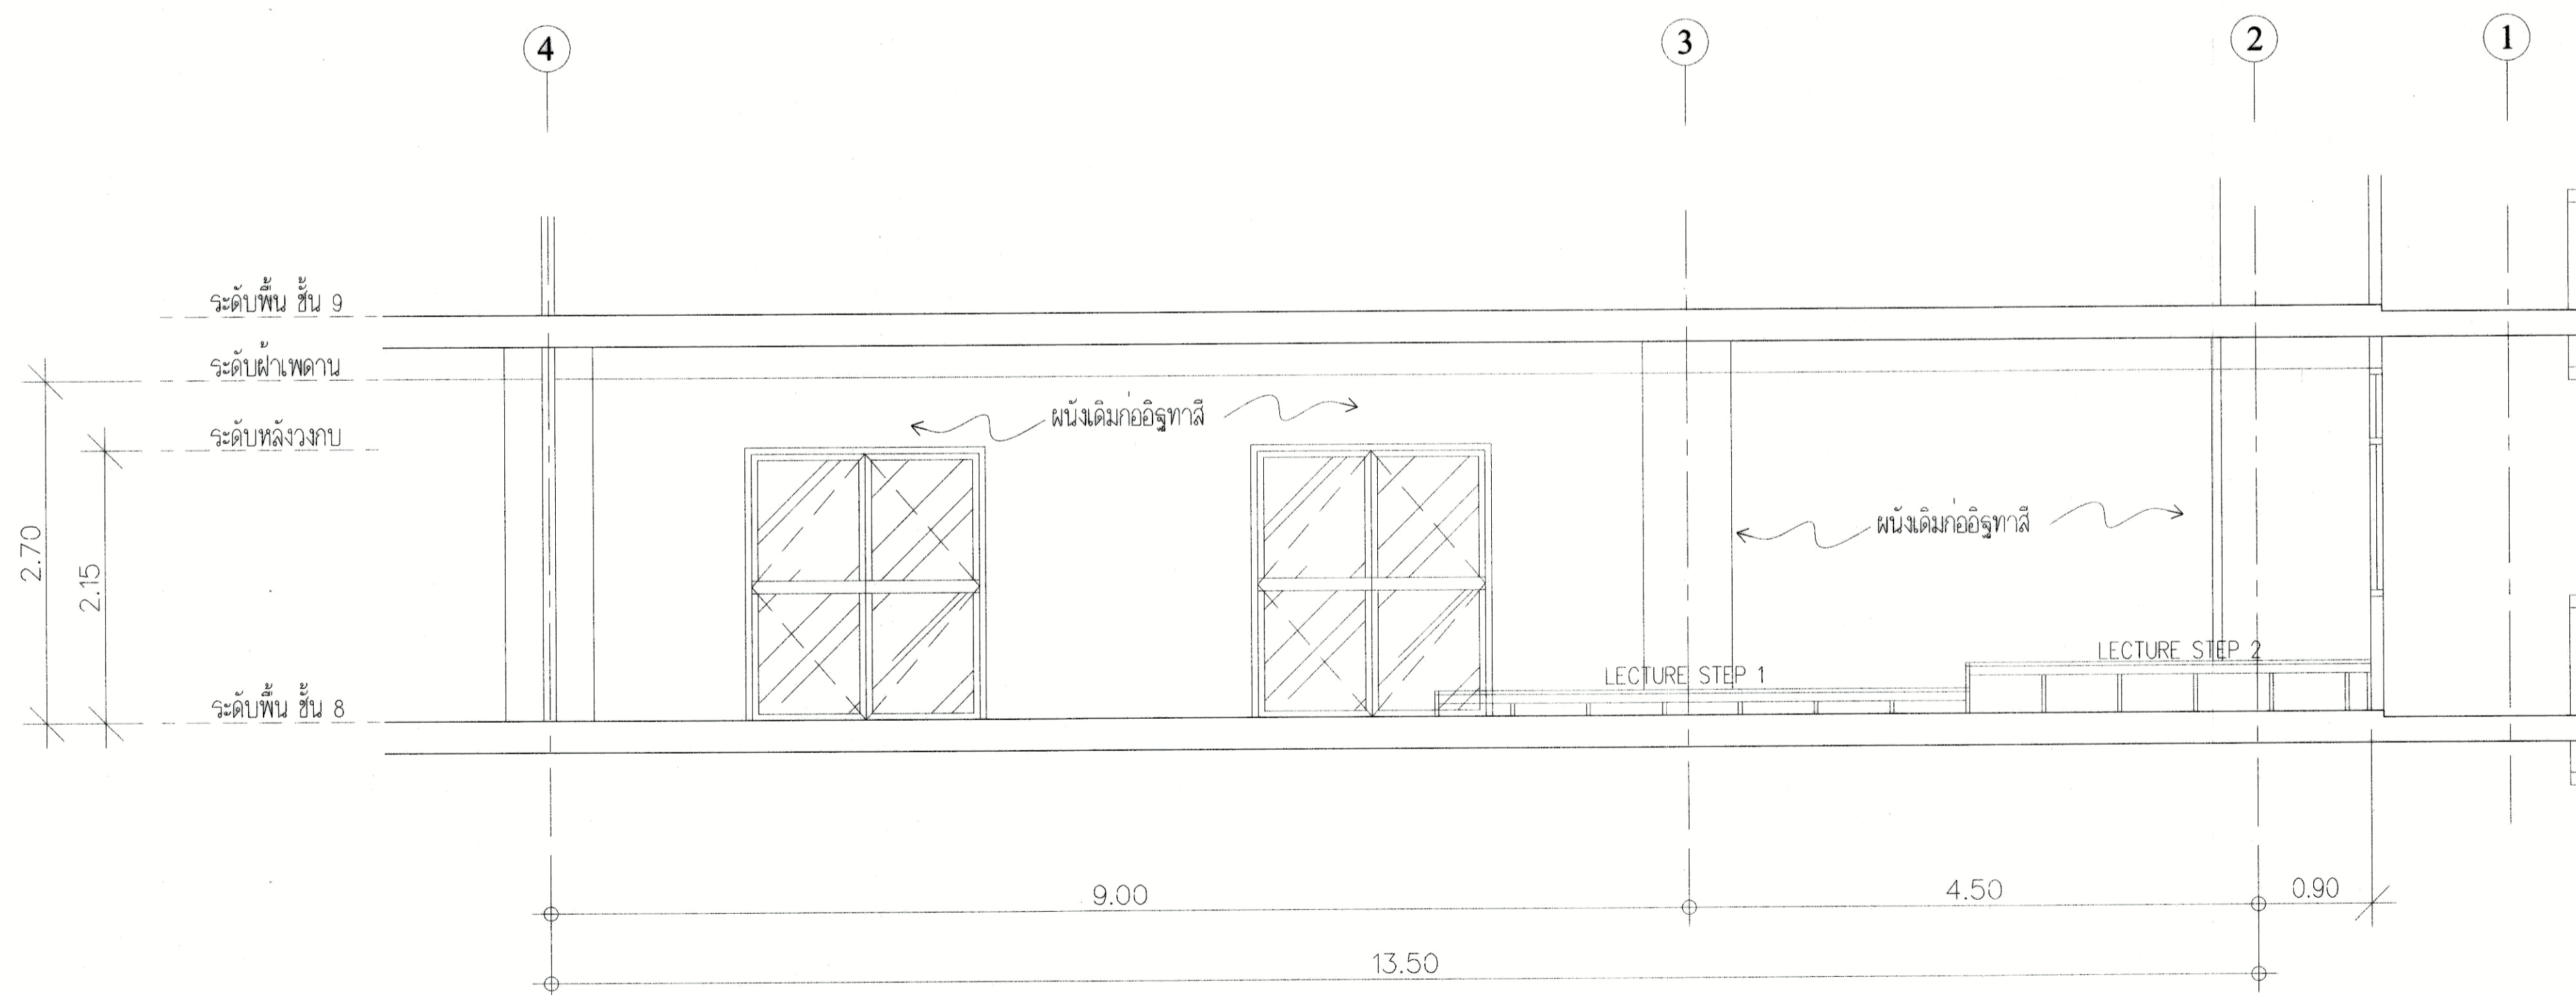 4
3
2
1
ระดับพื้น ชั้น 9
ระดับฝ้าเพดาน
ระดับหลังวงกบ
ผนังเดิมก่ออิฐทาสี
ผนังเดิมก่ออิฐทาสี
2.70
2.15
LECTURE STEP 1
LECTURE STEP 2
ระดับพื้น ชั้น 8
9.00
4.50
0.90
13.50